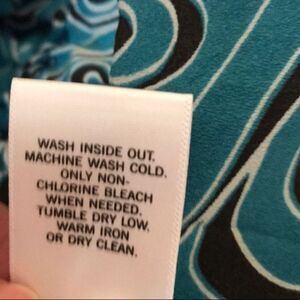 WASH INSIDE OUT.
MACHINE WASH COLD.
ONLY NON-
CHLORINE BLEACH
WHEN NEEDED.
TUMBLE DRY LOW.
WARM IRON
OR DRY CLEAN.